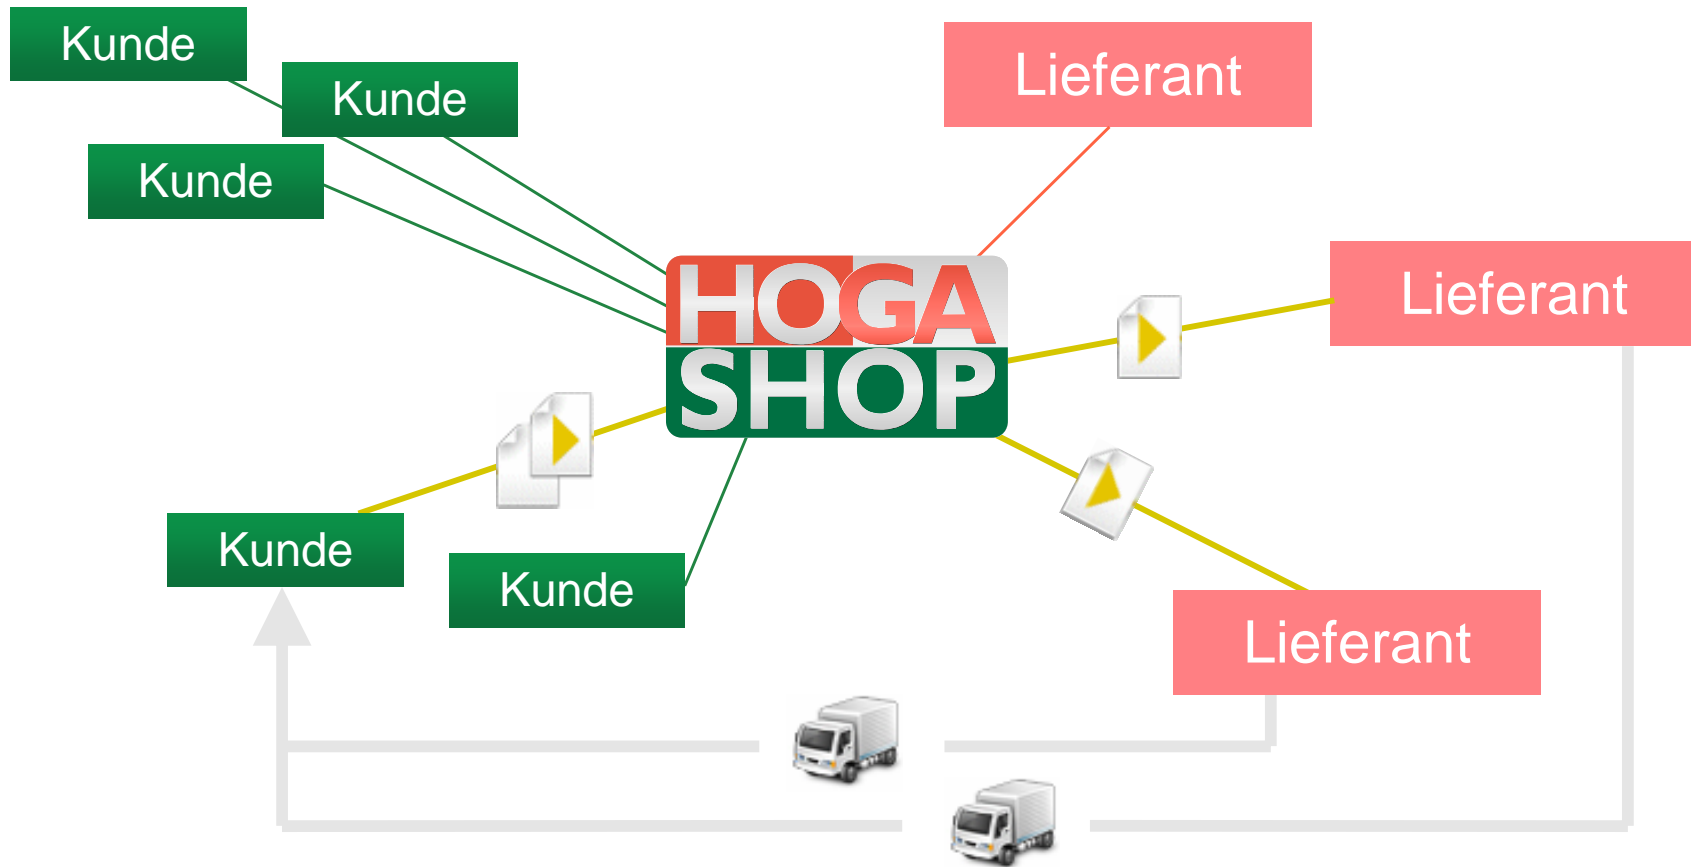 Kunde
Lieferant
Kunde
Kunde
HOGA
SHOP
Lieferant
Kunde
Kunde
Lieferant